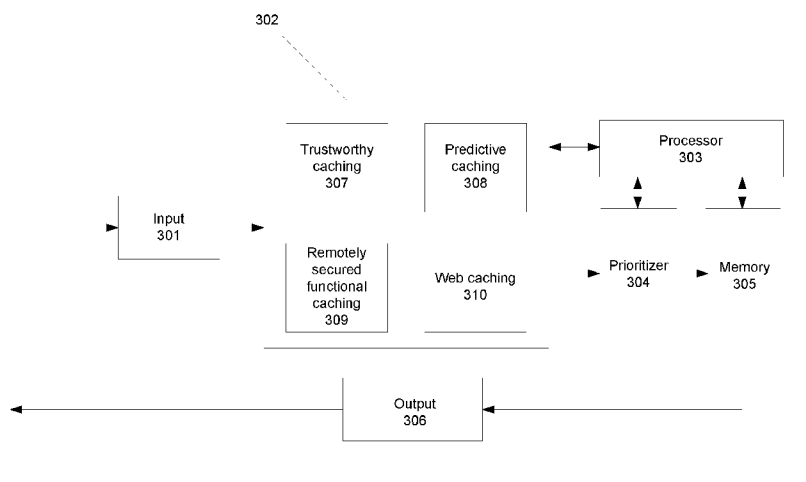 302
Trustworthy
caching
307
Predictive
caching
308
Processor
303
Input
301
Remotely
secured
functional
caching
309
Web caching
310
Prioritizer
304
Memory
305
Output
306